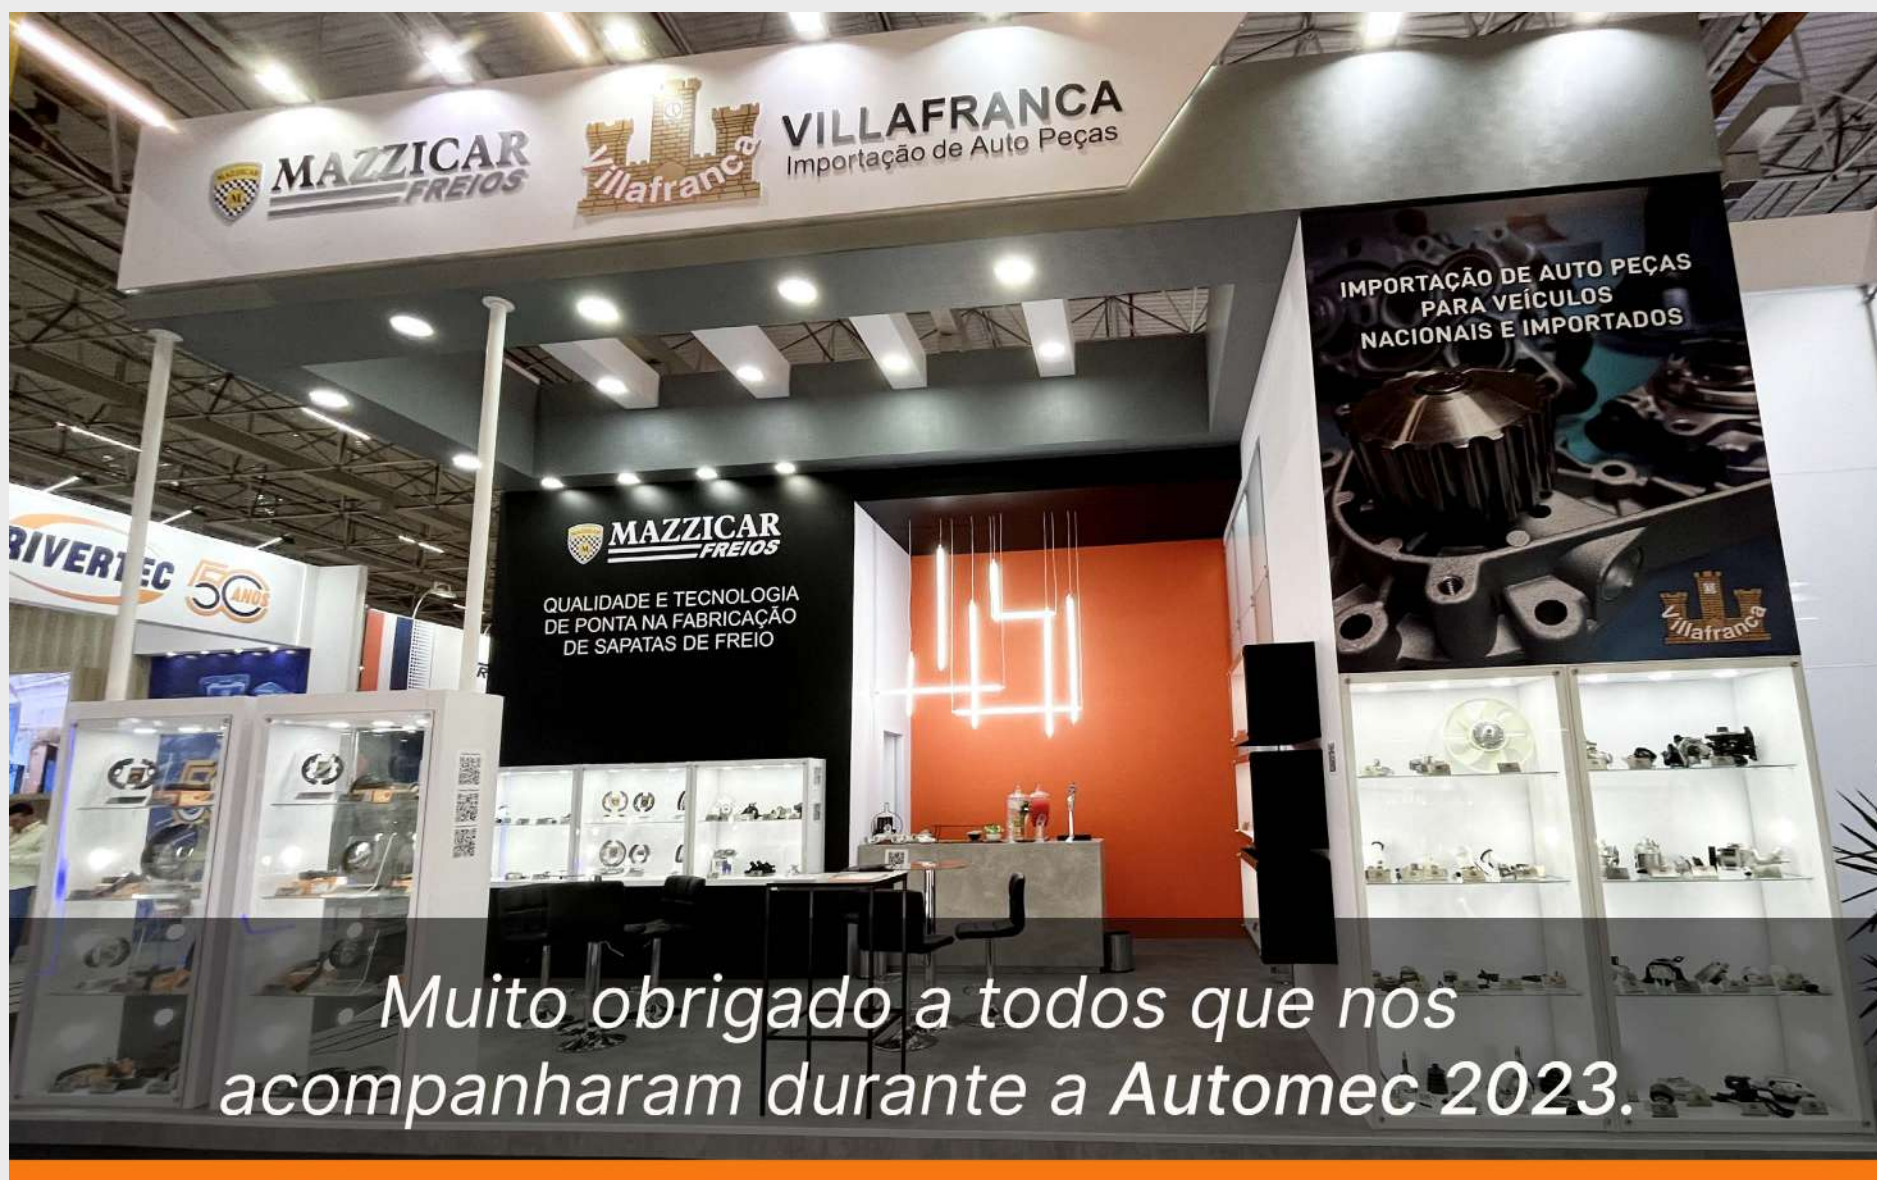 MAZZICAR
FREIOS
Villafranca
VILLAFRANCA
Importação de Auto Peças
IMPORTAÇÃO DE AUTO PEÇAS
PARA VEÍCULOS
NACIONAIS E IMPORTADOS
Villafranca
MAZZICAR
FREIOS
QUALIDADE E TECNOLOGIA
DE PONTA NA FABRICAÇÃO
DE SAPATAS DE FREIO
RIVERTEC
50 ANOS
Muito obrigado a todos que nos
acompanharam durante a Automec 2023.